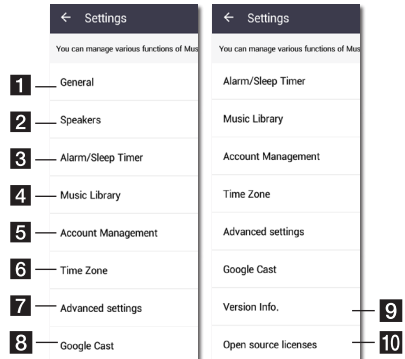 ← Settings
You can manage various functions of Mus
1 General
2 Speakers
3 Alarm/Sleep Timer
4 Music Library
5 Account Management
6 Time Zone
7 Advanced settings
8 Google Cast
← Settings
You can manage various functions of Mus
Alarm/Sleep Timer
Music Library
Account Management
Time Zone
Advanced settings
Google Cast
Version Info. 9
Open source licenses 10